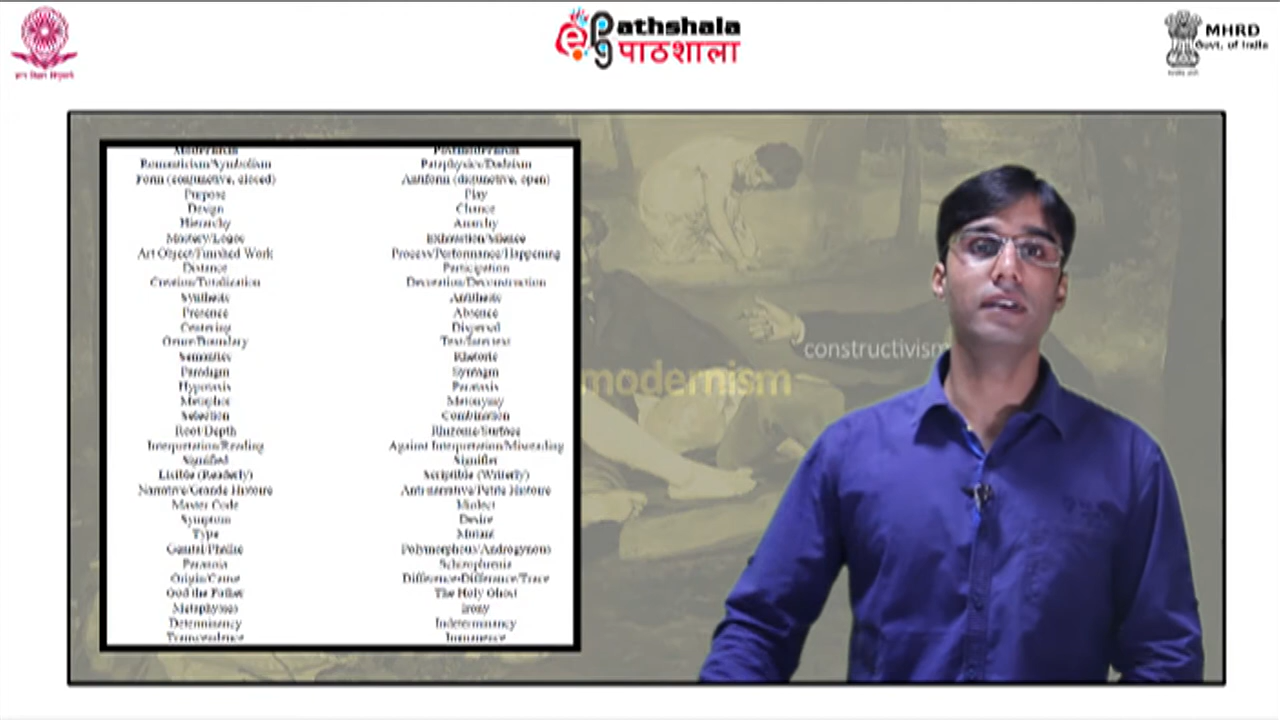 Pathshala
पाठशाला
MHRD
Govt. of India
Modernism Postmodernism
Romanticism/Symbolism Pataphysics/Dadaism
Form (conjunctive, closed) Antiform (disjunctive, open)
Purpose Play
Design Chance
Hierarchy Anarchy
Mastery/Logos Exhaustion/Silence
Art Object/Finished Work Process/Performance/Happening
Distance Participation
Creation/Totalization Decreation/Deconstruction
Synthesis Antithesis
Presence Absence
Centering Dispersal
Genre/Boundary Text/Intertext
Semantics Rhetoric
Paradigm Syntagm
Hypotaxis Parataxis
Metaphor Metonymy
Selection Combination
Root/Depth Rhizome/Surface
Interpretation/Reading Against Interpretation/Misreading
Signified Signifier
Lisible (Readerly) Scriptible (Writerly)
Narrative/Grande Histoire Anti-narrative/Petite Histoire
Master Code Idiolect
Symptom Desire
Type Mutant
Genital/Phallic Polymorphous/Androgynous
Paranoia Schizophrenia
Origin/Cause Difference-Difference/Trace
God the Father The Holy Ghost
Metaphysics Irony
Determinacy Indeterminacy
Transcendence Immanence
constructivism
modernism